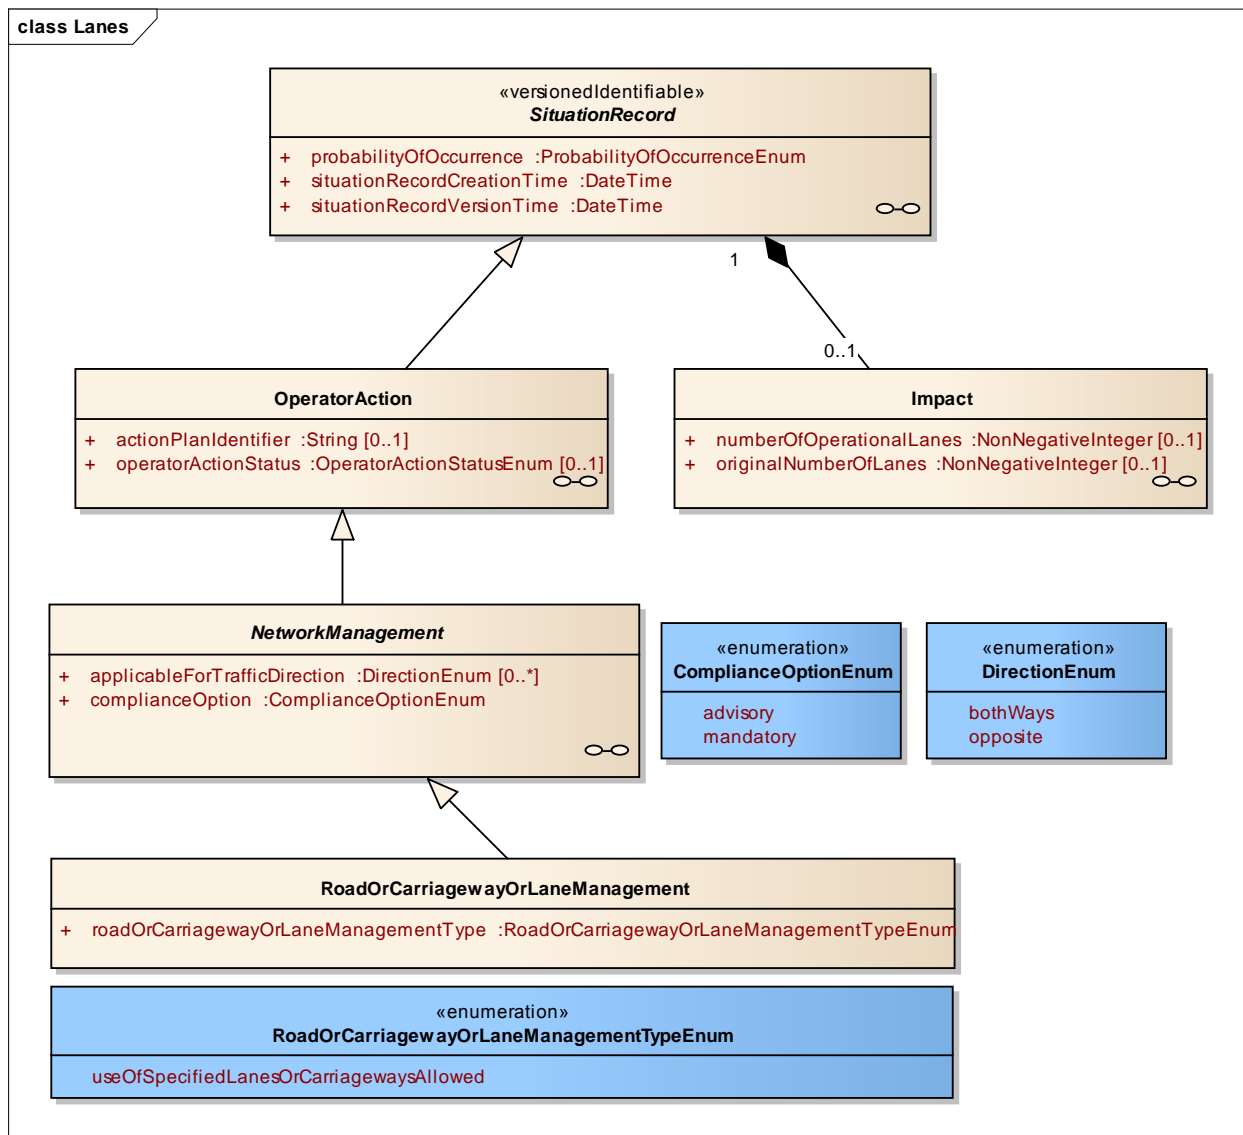 class Lanes
«versionedIdentifiable»
SituationRecord
+ probabilityOfOccurrence :ProbabilityOfOccurrenceEnum
+ situationRecordCreationTime :DateTime
+ situationRecordVersionTime :DateTime
1
0..1
OperatorAction
+ actionPlanIdentifier :String [0..1]
+ operatorActionStatus :OperatorActionStatusEnum [0..1]
Impact
+ numberOfOperationalLanes :NonNegativeInteger [0..1]
+ originalNumberOfLanes :NonNegativeInteger [0..1]
NetworkManagement
+ applicableForTrafficDirection :DirectionEnum [0..*]
+ complianceOption :ComplianceOptionEnum
«enumeration»
ComplianceOptionEnum
advisory
mandatory
«enumeration»
DirectionEnum
bothWays
opposite
RoadOrCarriagewayOrLaneManagement
+ roadOrCarriagewayOrLaneManagementType :RoadOrCarriagewayOrLaneManagementTypeEnum
«enumeration»
RoadOrCarriagewayOrLaneManagementTypeEnum
useOfSpecifiedLanesOrCarriagewaysAllowed